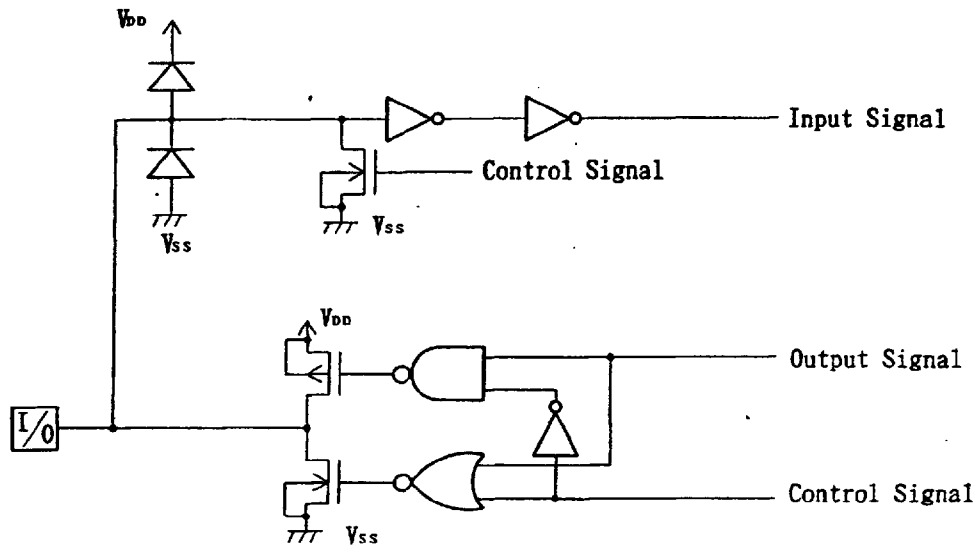 VDD
Input Signal
Control Signal
VSS
VSS
VDD
Output Signal
I/O
Control Signal
VSS